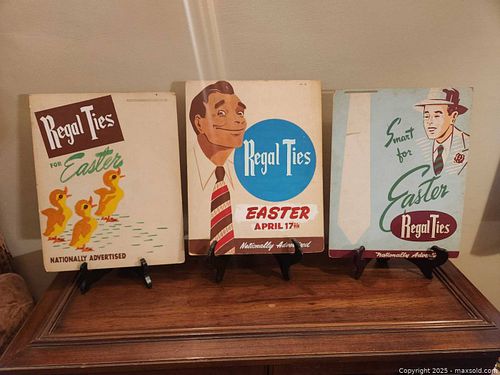 Regal Ties
FOR Easter
NATIONALLY ADVERTISED
Regal Ties
EASTER
APRIL 17th
Nationally Advertised
Smart
for
Easter
Regal Ties
Nationally
Copyright 2025 - maxsold.com